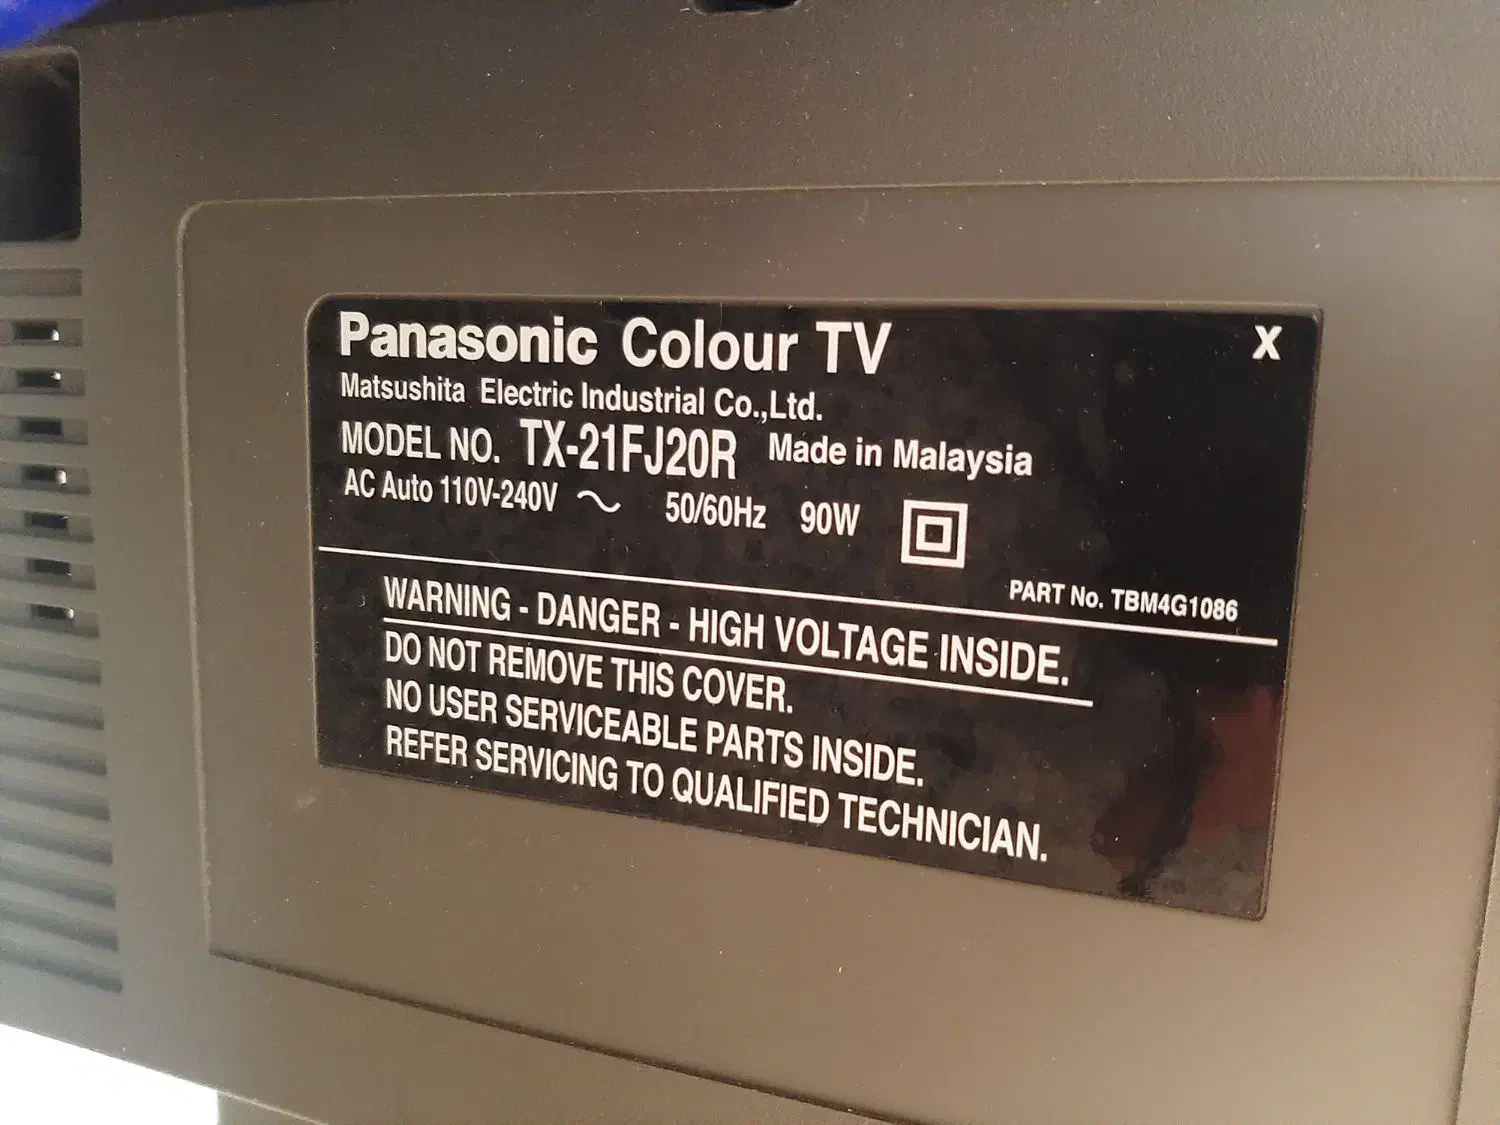 Panasonic Colour TV X
Matsushita Electric Industrial Co.,Ltd.
MODEL NO. TX-21FJ20R Made in Malaysia
AC Auto 110V-240V ~ 50/60Hz 90W
PART No. TBM4G1086
WARNING - DANGER - HIGH VOLTAGE INSIDE.
DO NOT REMOVE THIS COVER.
NO USER SERVICEABLE PARTS INSIDE.
REFER SERVICING TO QUALIFIED TECHNICIAN.